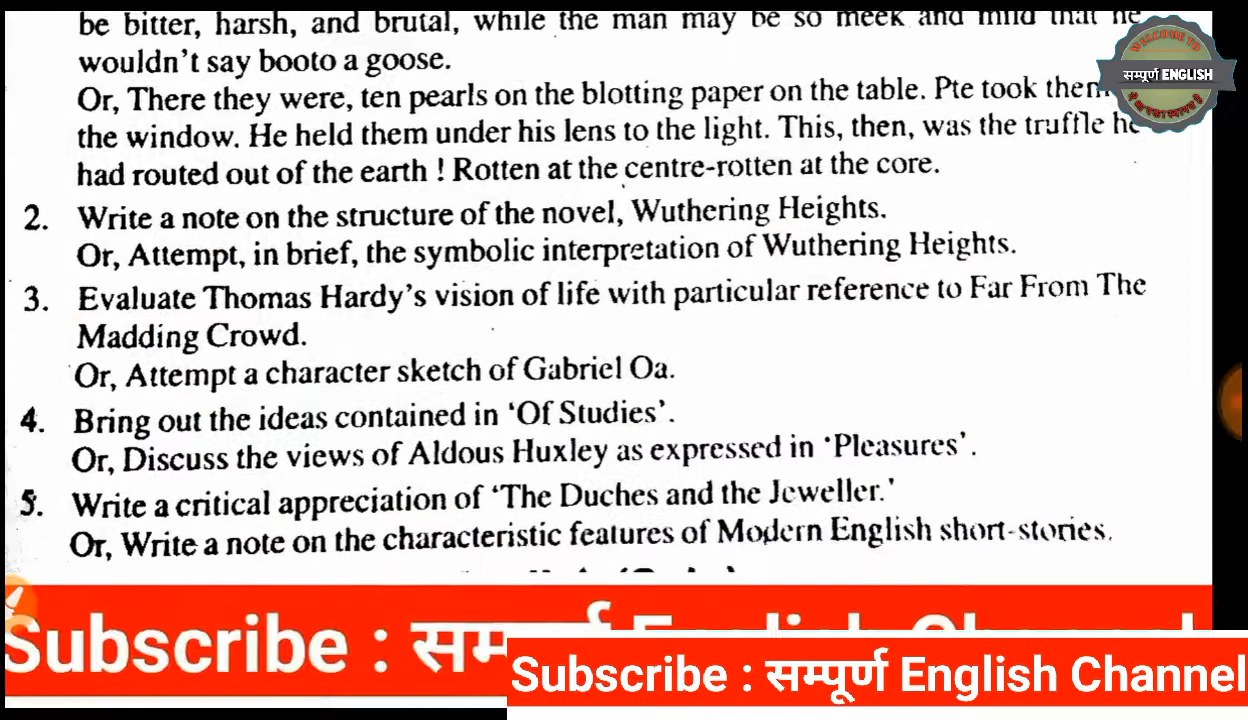 be bitter, harsh, and brutal, while the man may be so meek and mild that he
wouldn't say booto a goose.
Or, There they were, ten pearls on the blotting paper on the table. Pte took them
the window. He held them under his lens to the light. This, then, was the truffle he
had routed out of the earth ! Rotten at the centre-rotten at the core.
2. Write a note on the structure of the novel, Wuthering Heights.
Or, Attempt, in brief, the symbolic interpretation of Wuthering Heights.
3. Evaluate Thomas Hardy's vision of life with particular reference to Far From The
Madding Crowd.
Or, Attempt a character sketch of Gabriel Oa.
4. Bring out the ideas contained in 'Of Studies'.
Or, Discuss the views of Aldous Huxley as expressed in 'Pleasures'.
5. Write a critical appreciation of 'The Duches and the Jeweller.'
Or, Write a note on the characteristic features of Modern English short-stories.
WELCOME TO
सम्पूर्ण ENGLISH
Subscribe : सम्पूर्ण English Channel
Subscribe : सम्पूर्ण English Channel